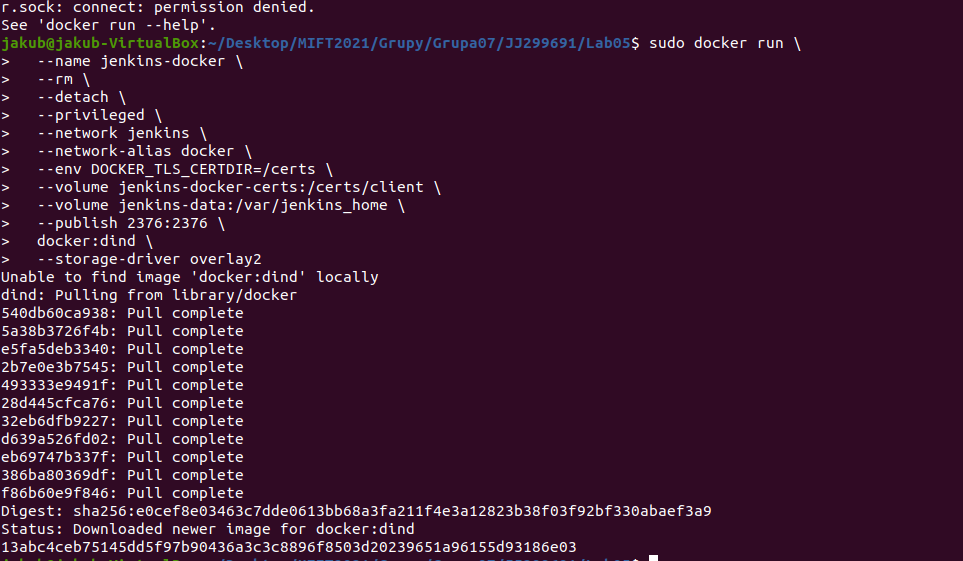 r.sock: connect: permission denied.
See 'docker run --help'.
jakub@jakub-VirtualBox:~/Desktop/MIFT2021/Grupy/Grupa07/JJ299691/Lab05$ sudo docker run \
>   --name jenkins-docker \
>   --rm \
>   --detach \
>   --privileged \
>   --network jenkins \
>   --network-alias docker \
>   --env DOCKER_TLS_CERTDIR=/certs \
>   --volume jenkins-docker-certs:/certs/client \
>   --volume jenkins-data:/var/jenkins_home \
>   --publish 2376:2376 \
>   docker:dind \
>   --storage-driver overlay2
Unable to find image 'docker:dind' locally
dind: Pulling from library/docker
540db60ca938: Pull complete
5a38b3726f4b: Pull complete
e5fa5deb3340: Pull complete
2b7e0e3b7545: Pull complete
493333e9491f: Pull complete
28d445cfca76: Pull complete
32eb6dfb9227: Pull complete
d639a526fd02: Pull complete
eb69747b337f: Pull complete
386ba80369df: Pull complete
f86b60e9f846: Pull complete
Digest: sha256:e0cef8e03463c7dde0613bb68a3fa211f4e3a12823b38f03f92bf330abaef3a9
Status: Downloaded newer image for docker:dind
13abc4ceb75145dd5f97b90436a3c3c8896f8503d20239651a96155d93186e03